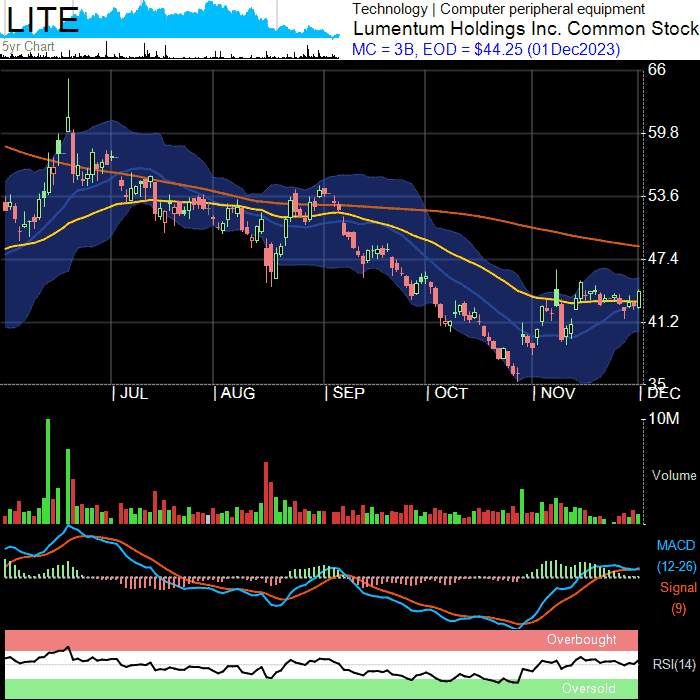 LITE
5yr Chart
Technology | Computer peripheral equipment
Lumentum Holdings Inc. Common Stock
MC = 3B, EOD = $44.25 (01Dec2023)
66
59.8
53.6
47.4
41.2
35
JUL AUG SEP OCT NOV DEC
10M
Volume
MACD
(12-26)
Signal
(9)
Overbought
RSI(14)
Oversold